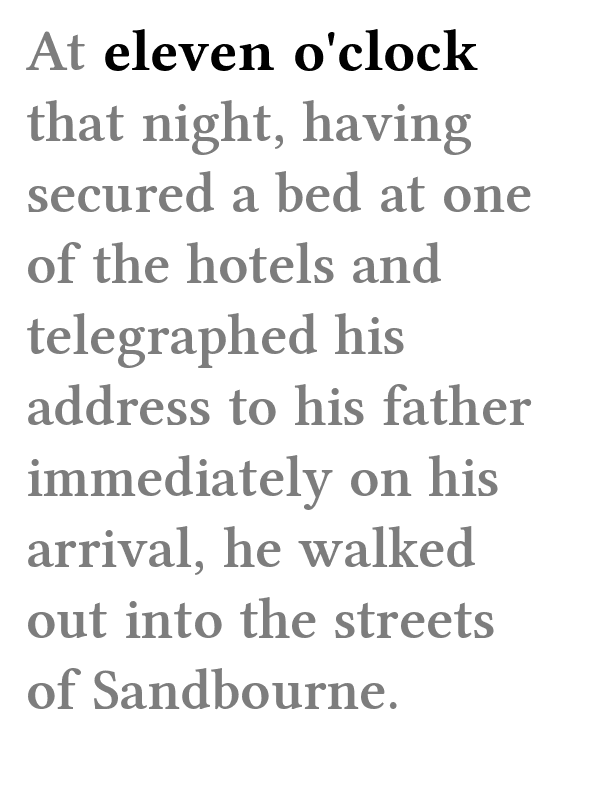 At eleven o'clock
that night, having
secured a bed at one
of the hotels and
telegraphed his
address to his father
immediately on his
arrival, he walked
out into the streets
of Sandbourne.